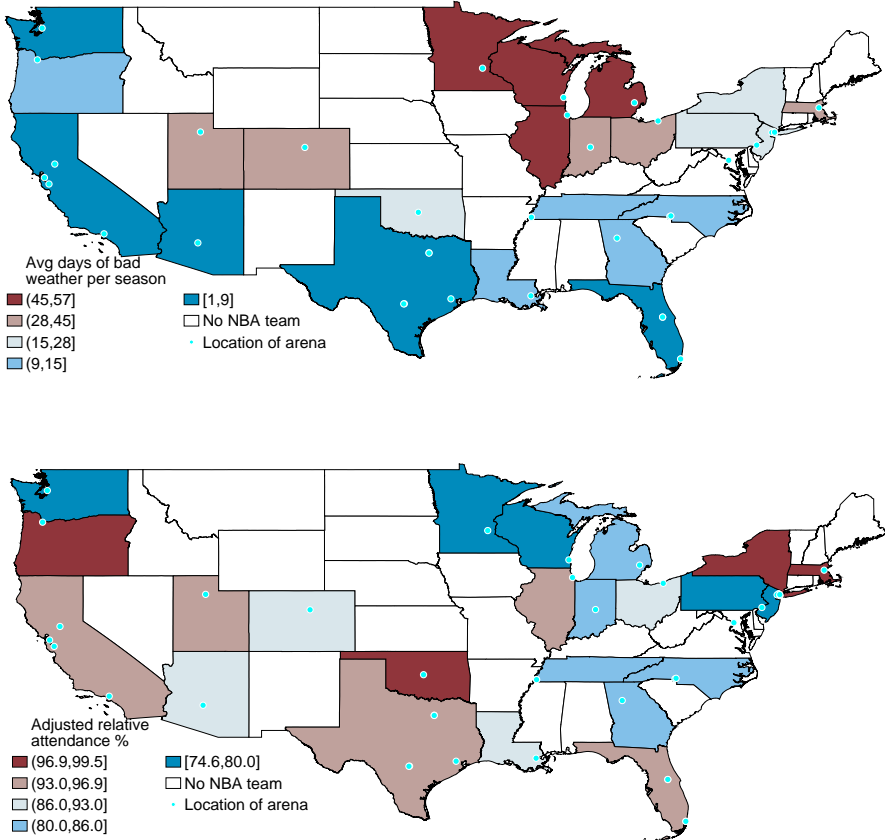 Avg days of bad
weather per season
(45,57]
(28,45]
(15,28]
(9,15]
[1,9]
No NBA team
Location of arena
Adjusted relative
attendance %
(96.9,99.5]
(93.0,96.9]
(86.0,93.0]
(80.0,86.0]
[74.6,80.0]
No NBA team
Location of arena